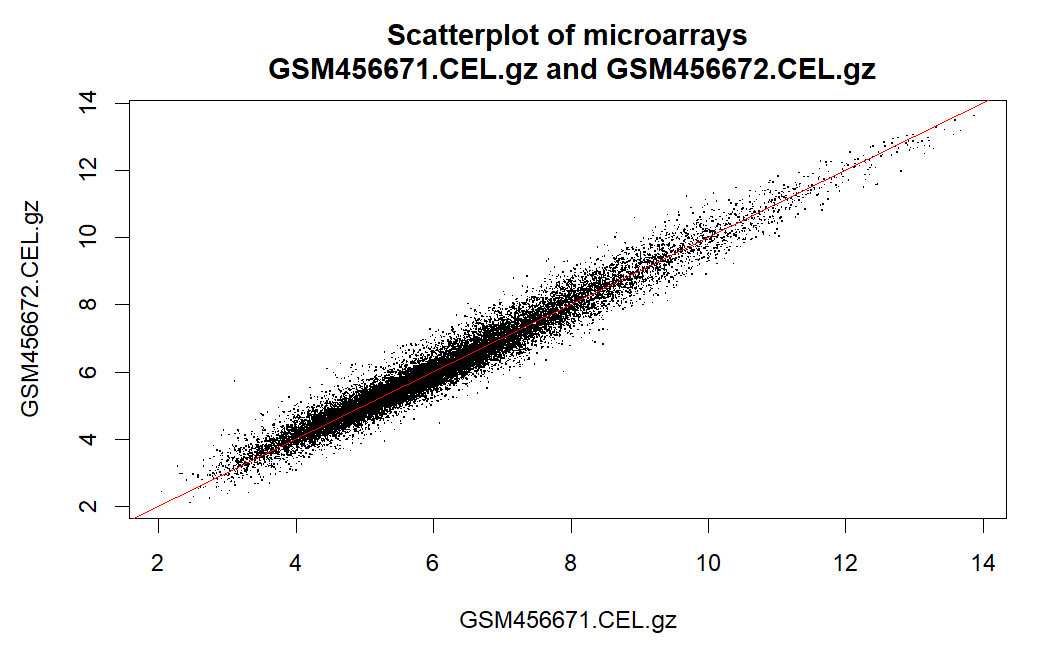 Scatterplot of microarrays
GSM456671.CEL.gz and GSM456672.CEL.gz
14
12
10
8
6
4
2
GSM456672.CEL.gz
2 4 6 8 10 12 14
GSM456671.CEL.gz